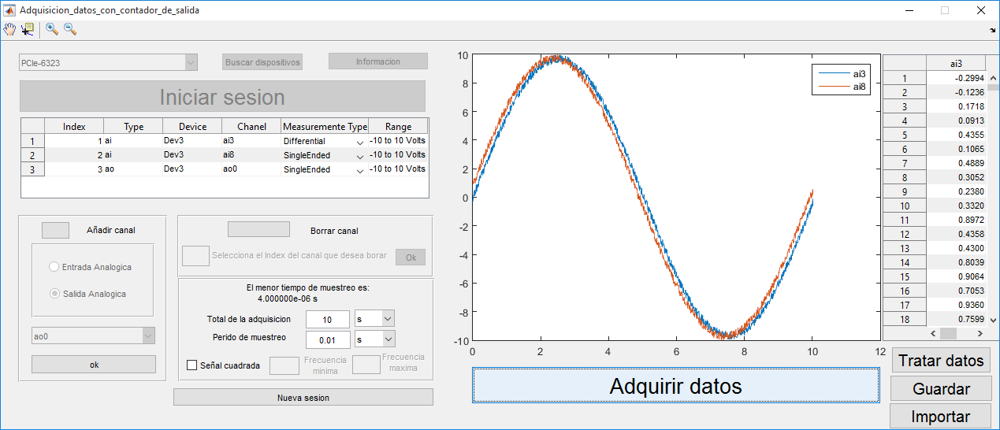 Adquisicion_datos_con_contador_de_salida
PCIe-6323
Buscar dispositivos
Informacion
Iniciar sesion
Index Type Device Chanel Measuremente Type Range
1 1 ai Dev3 ai3 Differential -10 to 10 Volts
2 2 ai Dev3 ai8 SingleEnded -10 to 10 Volts
3 3 ao Dev3 ao0 SingleEnded -10 to 10 Volts
Añadir canal
Entrada Analogica
Salida Analogica
ao0
ok
Borrar canal
Selecciona el Index del canal que desea borar
Ok
El menor tiempo de muestreo es:
4.000000e-06 s
Total de la adquisicion 10 s
Perido de muestreo 0.01 s
Señal cuadrada
Frecuencia
minima
Frecuencia
maxima
Nueva sesion
10
8
6
4
2
0
-2
-4
-6
-8
-10
0 2 4 6 8 10 12
ai3
ai8
Adquirir datos
ai3
1 -0.2994
2 -0.1236
3 0.1718
4 0.0913
5 0.4355
6 0.1065
7 0.4889
8 0.3052
9 0.2380
10 0.3320
11 0.8972
12 0.4358
13 0.4300
14 0.8039
15 0.9064
16 0.7053
17 0.9360
18 0.7599
Tratar datos
Guardar
Importar